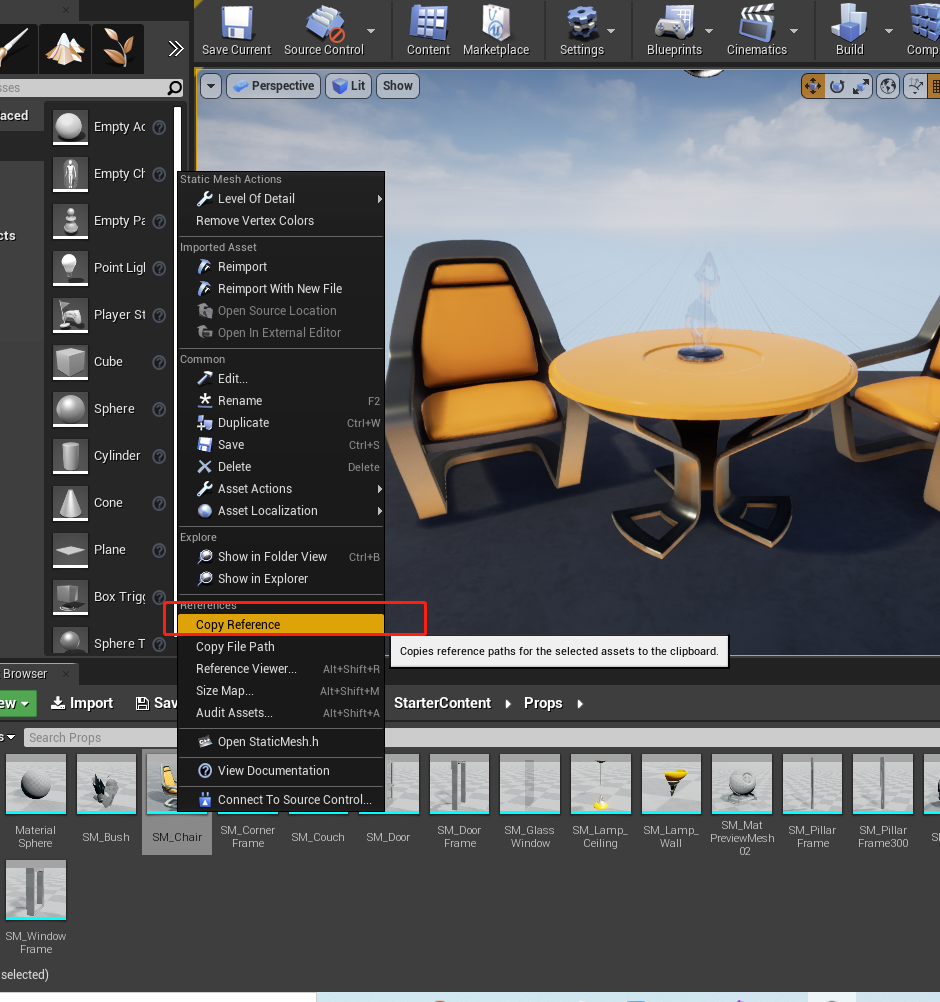 Save Current
Source Control
Content
Marketplace
Settings
Blueprints
Cinematics
Build
Comp
sses
Perspective
Lit
Show
aced
Empty Ac
Empty Ch
Empty Pa
cts
Point Ligl
Player St
Cube
Sphere
Cylinder
Cone
Plane
Box Trigg
Sphere T
Static Mesh Actions
Level Of Detail
Remove Vertex Colors
Imported Asset
Reimport
Reimport With New File
Open Source Location
Open In External Editor
Common
Edit...
Rename F2
Duplicate Ctrl+W
Save Ctrl+S
Delete Delete
Asset Actions
Asset Localization
Explore
Show in Folder View Ctrl+B
Show in Explorer
References
Copy Reference
Copy File Path
Reference Viewer... Alt+Shift+R
Size Map... Alt+Shift+M
Audit Assets... Alt+Shift+A
Open StaticMesh.h
View Documentation
Connect To Source Control...
Copies reference paths for the selected assets to the clipboard.
Browser
ew
Import
Sav
StarterContent
Props
s
Search Props
Material
Sphere
SM_Bush
SM_Chair
SM_Corner
Frame
SM_Couch
SM_Door
SM_Door
Frame
SM_Glass
Window
SM_Lamp_
Ceiling
SM_Lamp_
Wall
SM_Mat
PreviewMesh
02
SM_Pillar
Frame
SM_Pillar
Frame300
SM_Window
Frame
selected)